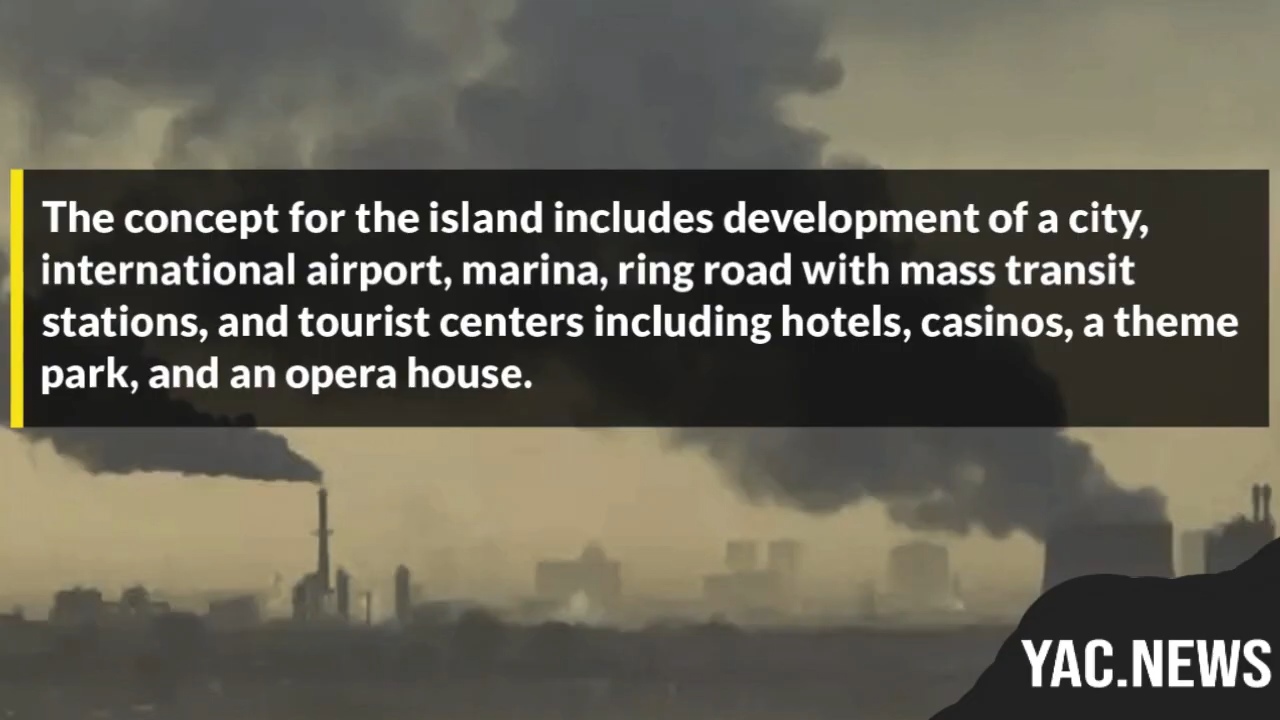 The concept for the island includes development of a city,
international airport, marina, ring road with mass transit
stations, and tourist centers including hotels, casinos, a theme
park, and an opera house.
YAC.NEWS